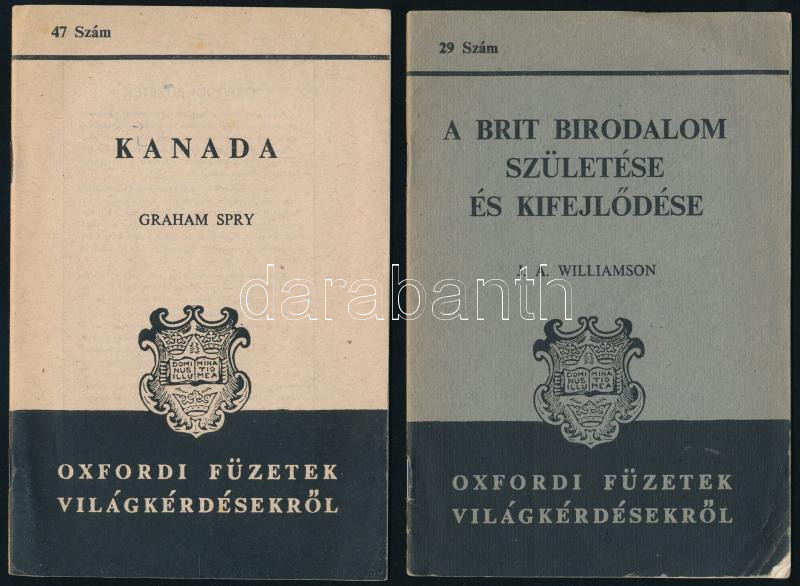 47 Szám
KANADA
GRAHAM SPRY
DOMI MINA
NUS TIO
ILLU MEA
OXFORDI FÜZETEK
VILÁGKÉRDÉSEKRŐL
29 Szám
A BRIT BIRODALOM
SZÜLETÉSE
ÉS KIFEJLŐDÉSE
J. A. WILLIAMSON
DOMI MINA
NUS TIO
ILLU MEA
OXFORDI FÜZETEK
VILÁGKÉRDÉSEKRŐL
darabanth